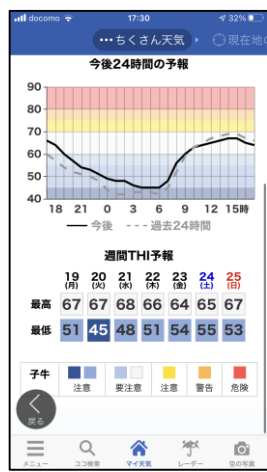 docomo 17:30 32%
•••ちくさん天気 現在地の
今後24時間の予報
90
80
70
60
50
40
18 21 0 3 6 9 12 15時
今後 過去24時間
週間THI予報
19 20 21 22 23 24 25
(月) (火) (水) (木) (金) (土) (日)
最高 67 67 68 66 64 65 67
最低 51 45 48 51 54 55 53
子牛 注意 要注意 注意 警告 危険
戻る
メニュー ココ検索 マイ天気 レーダー 空の写真